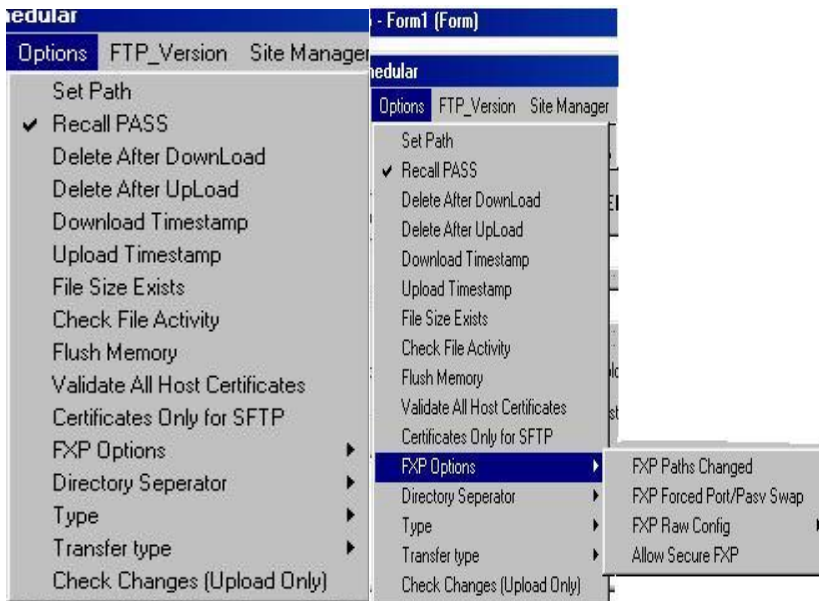 nedular
Options FTP_Version Site Manager
Set Path
Recall PASS
Delete After DownLoad
Delete After UpLoad
Download Timestamp
Upload Timestamp
File Size Exists
Check File Activity
Flush Memory
Validate All Host Certificates
Certificates Only for SFTP
FXP Options
Directory Seperator
Type
Transfer type
Check Changes (Upload Only)
- Form1 (Form)
nedular
Options FTP_Version Site Manager
Set Path
Recall PASS
Delete After DownLoad
Delete After UpLoad
Download Timestamp
Upload Timestamp
File Size Exists
Check File Activity
Flush Memory
Validate All Host Certificates
Certificates Only for SFTP
FXP Options
Directory Seperator
Type
Transfer type
Check Changes (Upload Only)
FXP Paths Changed
FXP Forced Port/Pasv Swap
FXP Raw Config
Allow Secure FXP